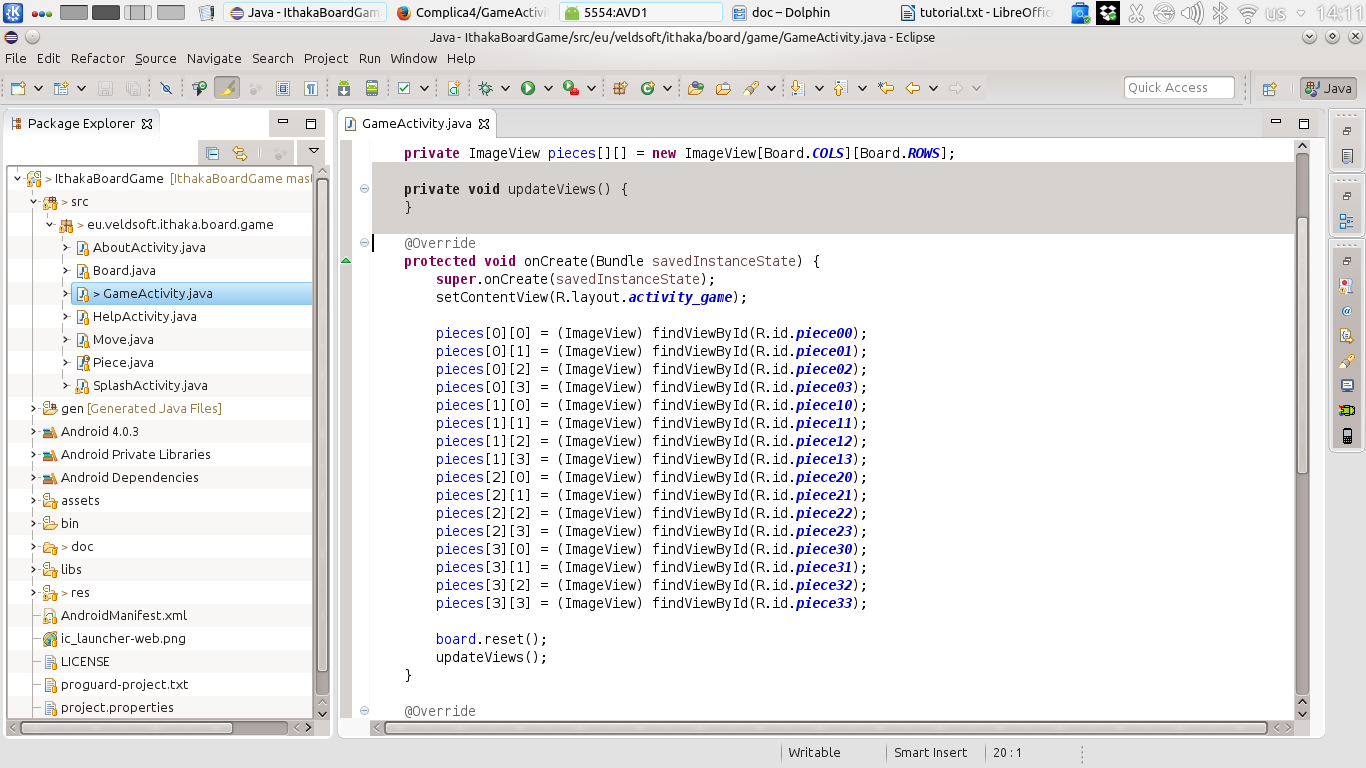 Java - IthakaBoardGam
Complica4/GameActivi
5554:AVD1
doc – Dolphin
tutorial.txt - LibreOffic
us
14:11
Java - IthakaBoardGame/src/eu/veldsoft/ithaka/board/game/GameActivity.java - Eclipse
File Edit Refactor Source Navigate Search Project Run Window Help
Quick Access
Java
Package Explorer
GameActivity.java
> IthakaBoardGame [IthakaBoardGame mast
> src
> eu.veldsoft.ithaka.board.game
AboutActivity.java
Board.java
> GameActivity.java
HelpActivity.java
Move.java
Piece.java
SplashActivity.java
gen [Generated Java Files]
Android 4.0.3
Android Private Libraries
Android Dependencies
assets
bin
> doc
libs
> res
AndroidManifest.xml
ic_launcher-web.png
LICENSE
proguard-project.txt
project.properties
private ImageView pieces[][] = new ImageView[Board.COLS][Board.ROWS];
private void updateViews() {
}
@Override
protected void onCreate(Bundle savedInstanceState) {
super.onCreate(savedInstanceState);
setContentView(R.layout.activity_game);
pieces[0][0] = (ImageView) findViewById(R.id.piece00);
pieces[0][1] = (ImageView) findViewById(R.id.piece01);
pieces[0][2] = (ImageView) findViewById(R.id.piece02);
pieces[0][3] = (ImageView) findViewById(R.id.piece03);
pieces[1][0] = (ImageView) findViewById(R.id.piece10);
pieces[1][1] = (ImageView) findViewById(R.id.piece11);
pieces[1][2] = (ImageView) findViewById(R.id.piece12);
pieces[1][3] = (ImageView) findViewById(R.id.piece13);
pieces[2][0] = (ImageView) findViewById(R.id.piece20);
pieces[2][1] = (ImageView) findViewById(R.id.piece21);
pieces[2][2] = (ImageView) findViewById(R.id.piece22);
pieces[2][3] = (ImageView) findViewById(R.id.piece23);
pieces[3][0] = (ImageView) findViewById(R.id.piece30);
pieces[3][1] = (ImageView) findViewById(R.id.piece31);
pieces[3][2] = (ImageView) findViewById(R.id.piece32);
pieces[3][3] = (ImageView) findViewById(R.id.piece33);
board.reset();
updateViews();
}
@Override
Writable
Smart Insert
20 : 1